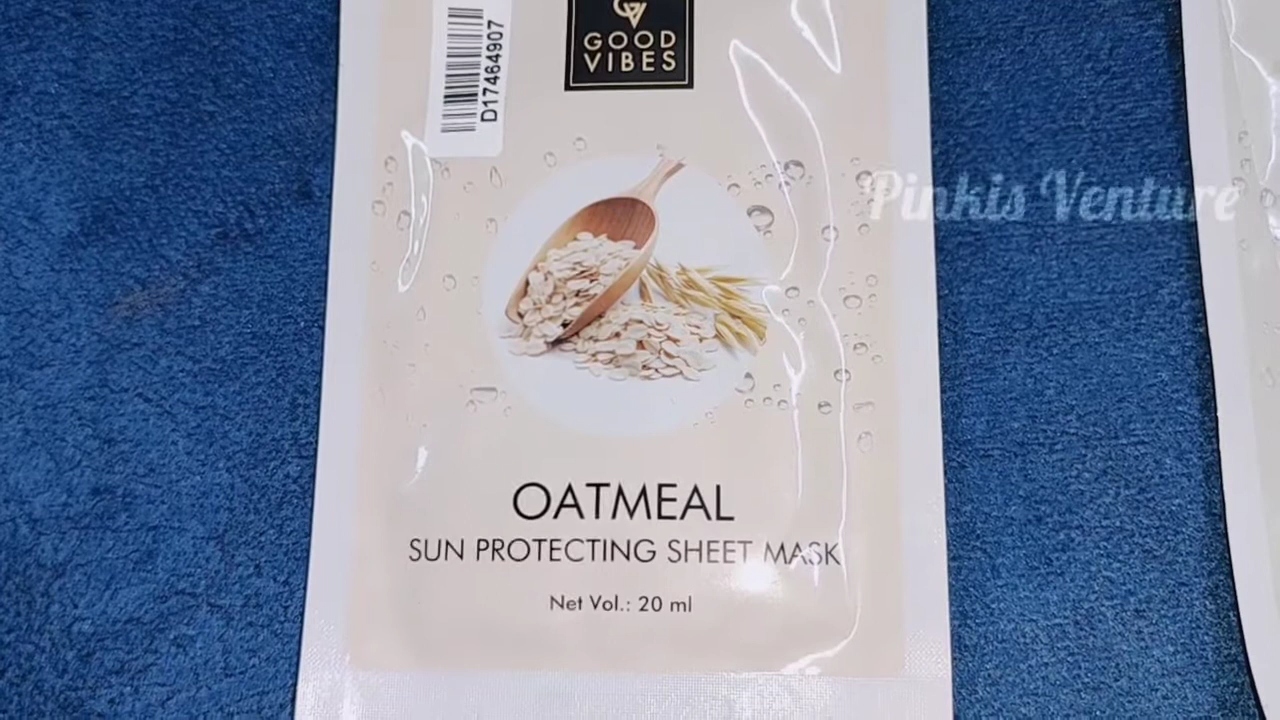 GOOD
VIBES
D17464907
Pinkis Venture
OATMEAL
SUN PROTECTING SHEET MASK
Net Vol.: 20 ml